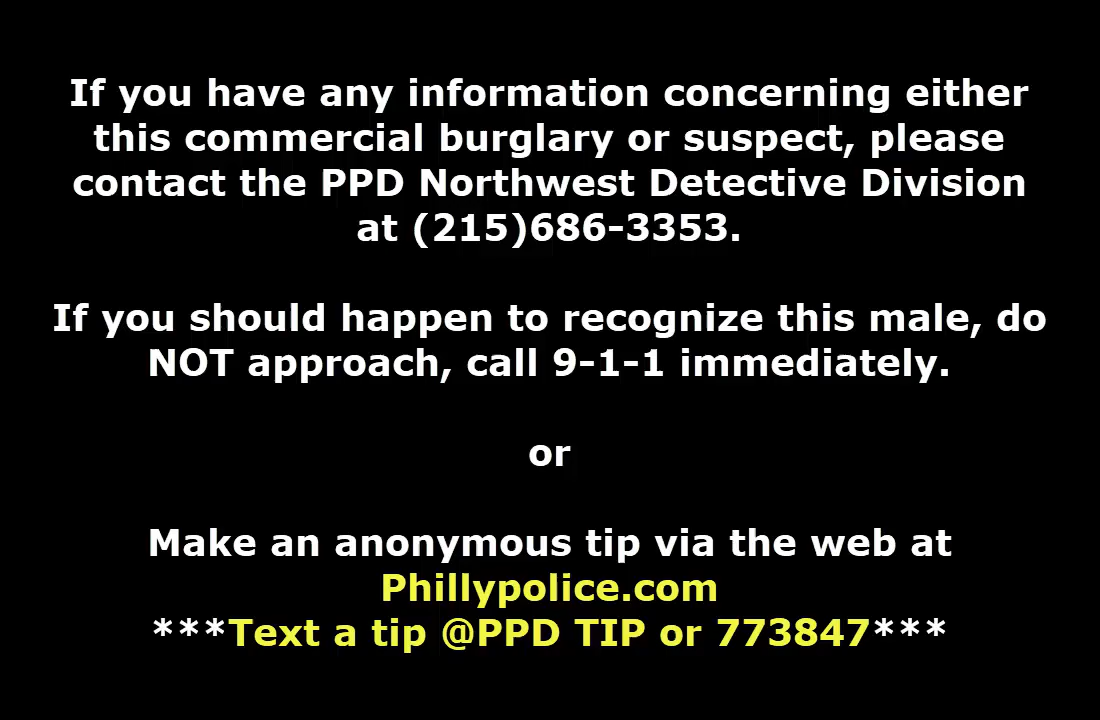 If you have any information concerning either
this commercial burglary or suspect, please
contact the PPD Northwest Detective Division
at (215)686-3353.
If you should happen to recognize this male, do
NOT approach, call 9-1-1 immediately.
or
Make an anonymous tip via the web at
Phillypolice.com
***Text a tip @PPD TIP or 773847***